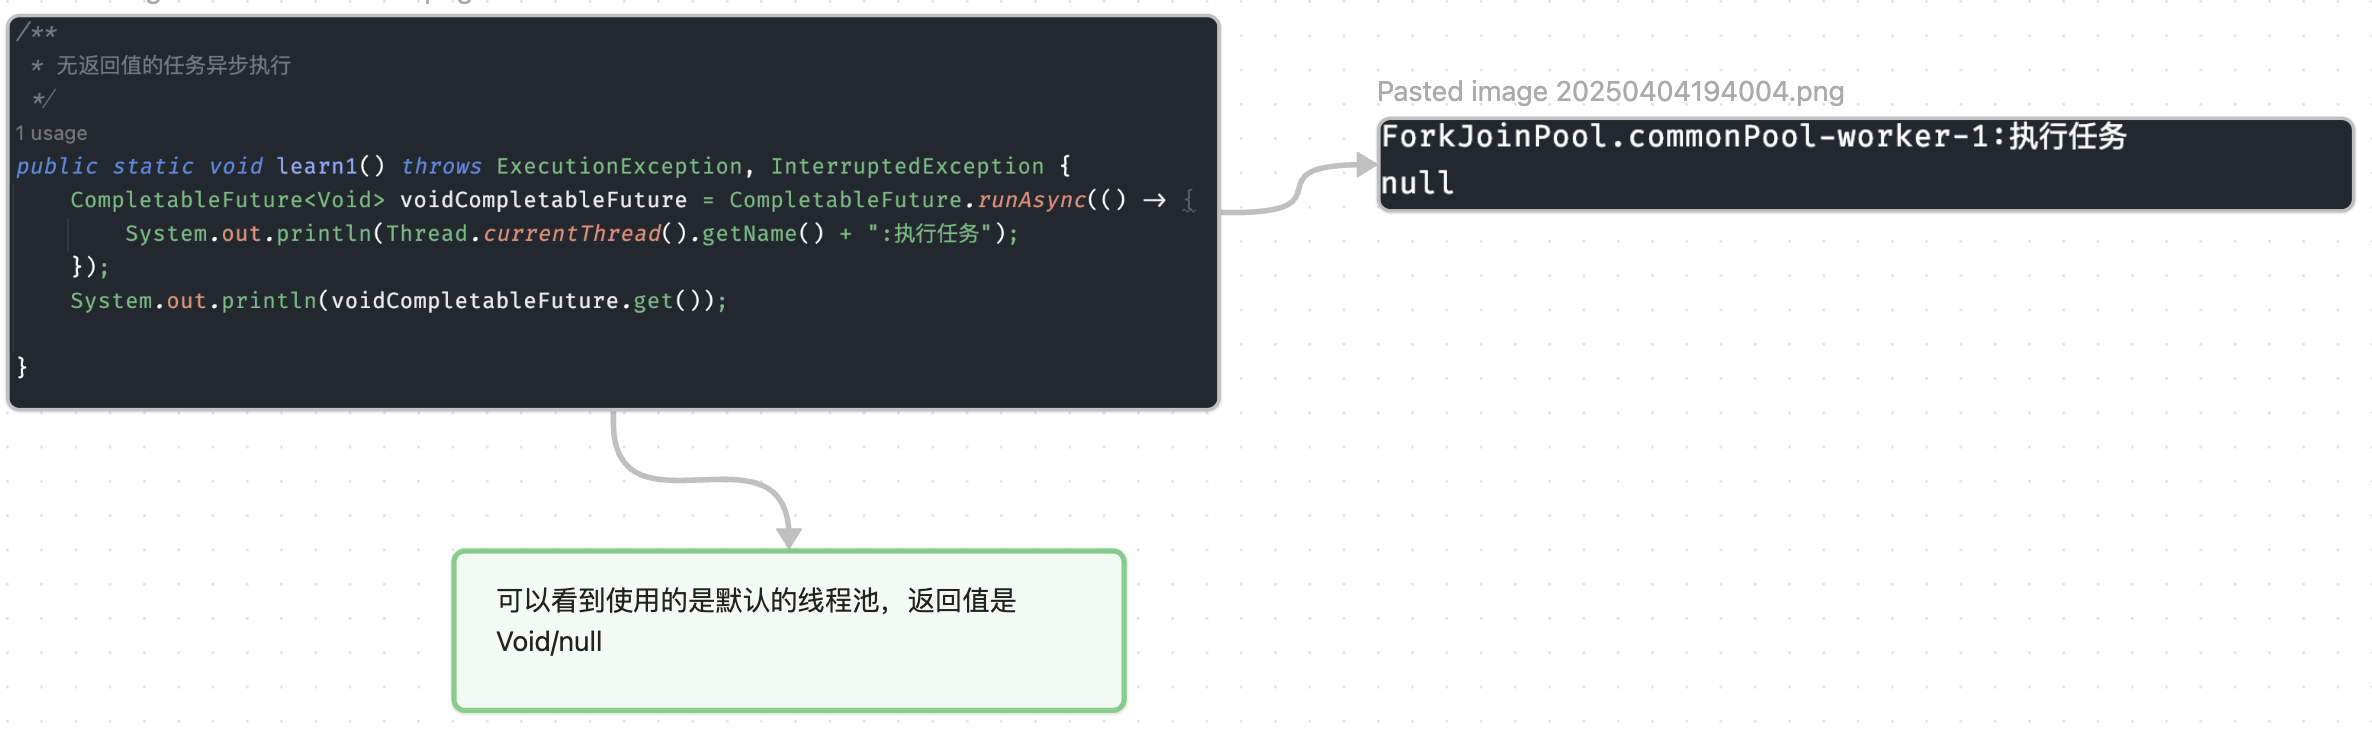 /**
 * 无返回值的任务异步执行
 */
1 usage
public static void learn1() throws ExecutionException, InterruptedException {
    CompletableFuture<Void> voidCompletableFuture = CompletableFuture.runAsync(() -> {
        System.out.println(Thread.currentThread().getName() + ":执行任务");
    });
    System.out.println(voidCompletableFuture.get());
}
Pasted image 20250404194004.png
ForkJoinPool.commonPool-worker-1:执行任务
null
可以看到使用的是默认的线程池，返回值是
Void/null